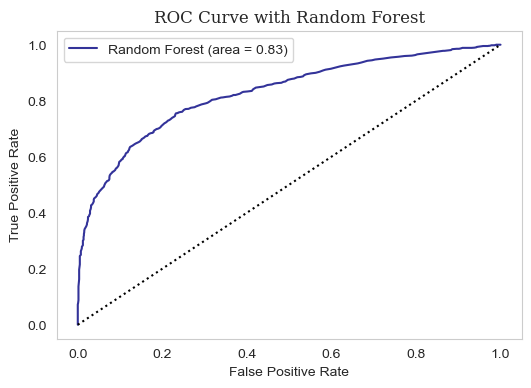 ROC Curve with Random Forest
Random Forest (area = 0.83)
True Positive Rate
1.0
0.8
0.6
0.4
0.2
0.0
0.0 0.2 0.4 0.6 0.8 1.0
False Positive Rate